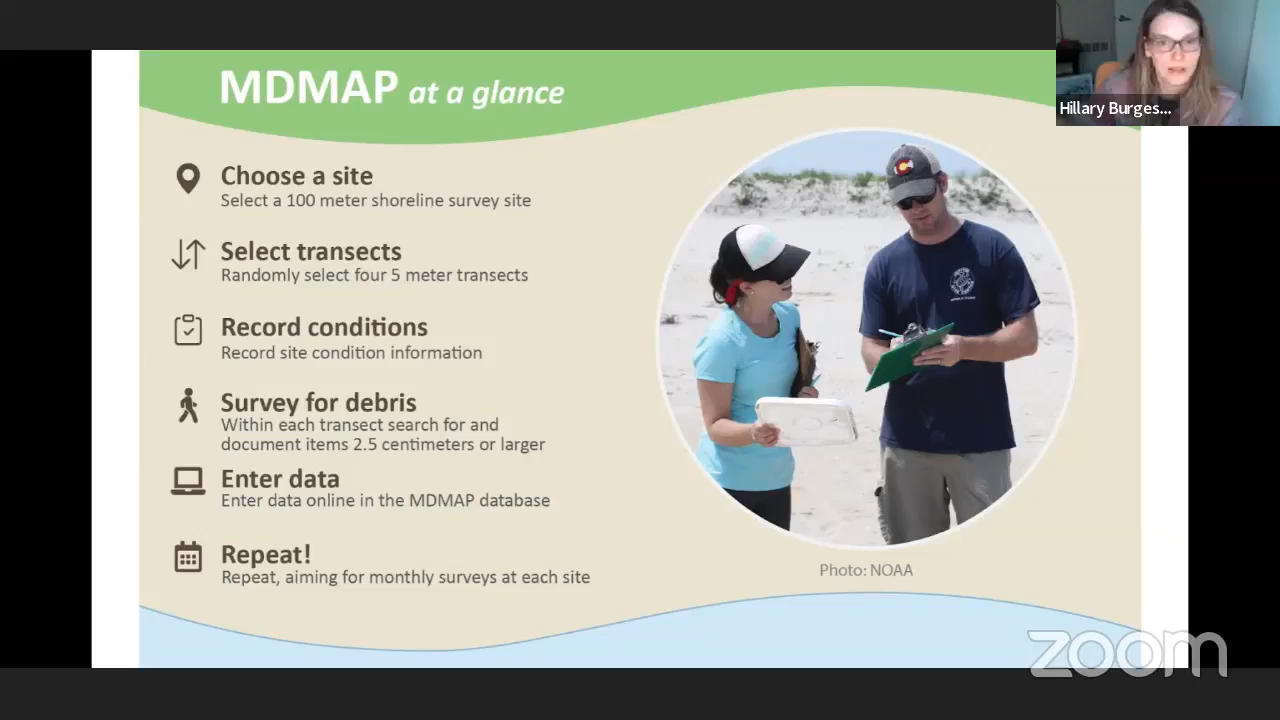 MDMAP at a glance
Choose a site
Select a 100 meter shoreline survey site
Select transects
Randomly select four 5 meter transects
Record conditions
Record site condition information
Survey for debris
Within each transect search for and
document items 2.5 centimeters or larger
Enter data
Enter data online in the MDMAP database
Repeat!
Repeat, aiming for monthly surveys at each site
Photo: NOAA
Hillary Burges...
zoom